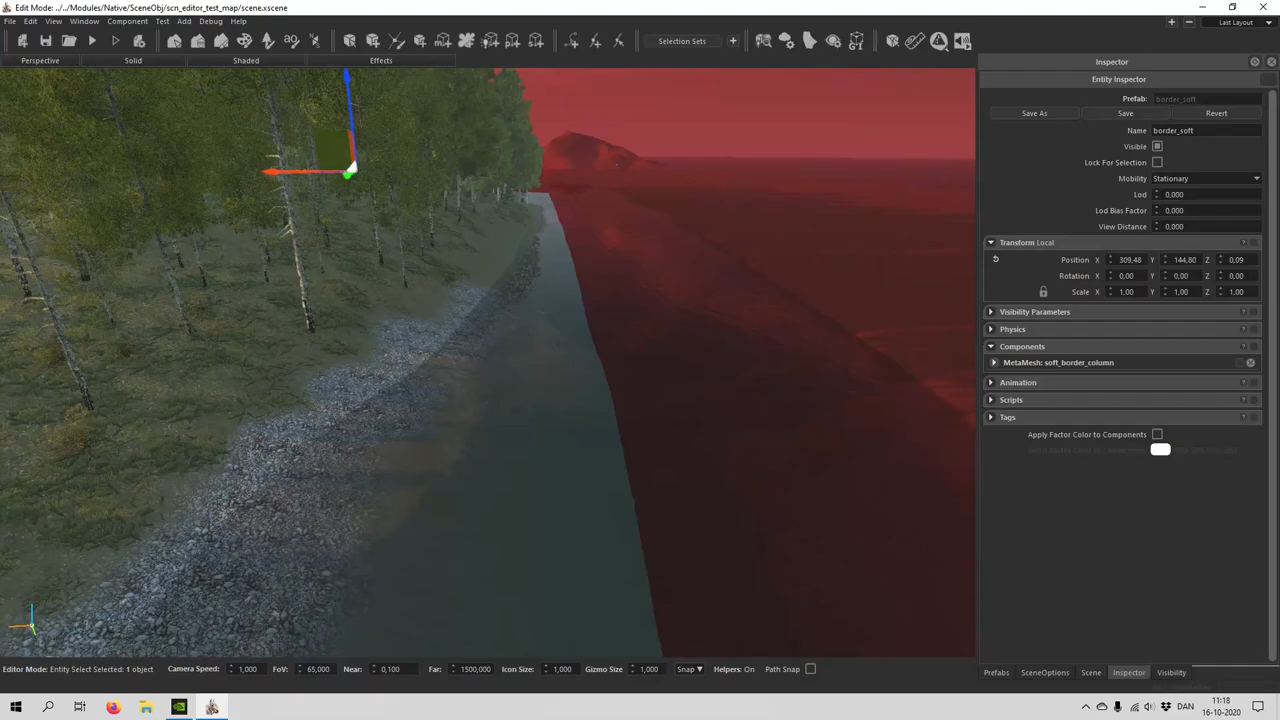 Edit Mode: ../../Modules/Native/SceneObj/scn_editor_test_map/scene.xscene
File Edit View Window Component Test Add Debug Help
Last Layout
Selection Sets
Perspective Solid Shaded Effects
Inspector
Entity Inspector
Prefab: border_soft
Save As Save Revert
Name border_soft
Visible
Lock For Selection
Mobility Stationary
Lod 0,000
Lod Bias Factor 0,000
View Distance 0,000
Transform Local
Position X 309,48 Y 144,80 Z 0,09
Rotation X 0,00 Y 0,00 Z 0,00
Scale X 1,00 Y 1,00 Z 1,00
Visibility Parameters
Physics
Components
MetaMesh: soft_border_column
Animation
Scripts
Tags
Apply Factor Color to Components
Editor Mode: Entity Select Selected: 1 object Camera Speed: 1,000 FoV: 65,000 Near: 0,100 Far: 1500,000 Icon Size: 1,000 Gizmo Size: 1,000 Snap Helpers: On Path Snap
Prefabs SceneOptions Scene Inspector Visibility
DAN
11:18
16-10-2020